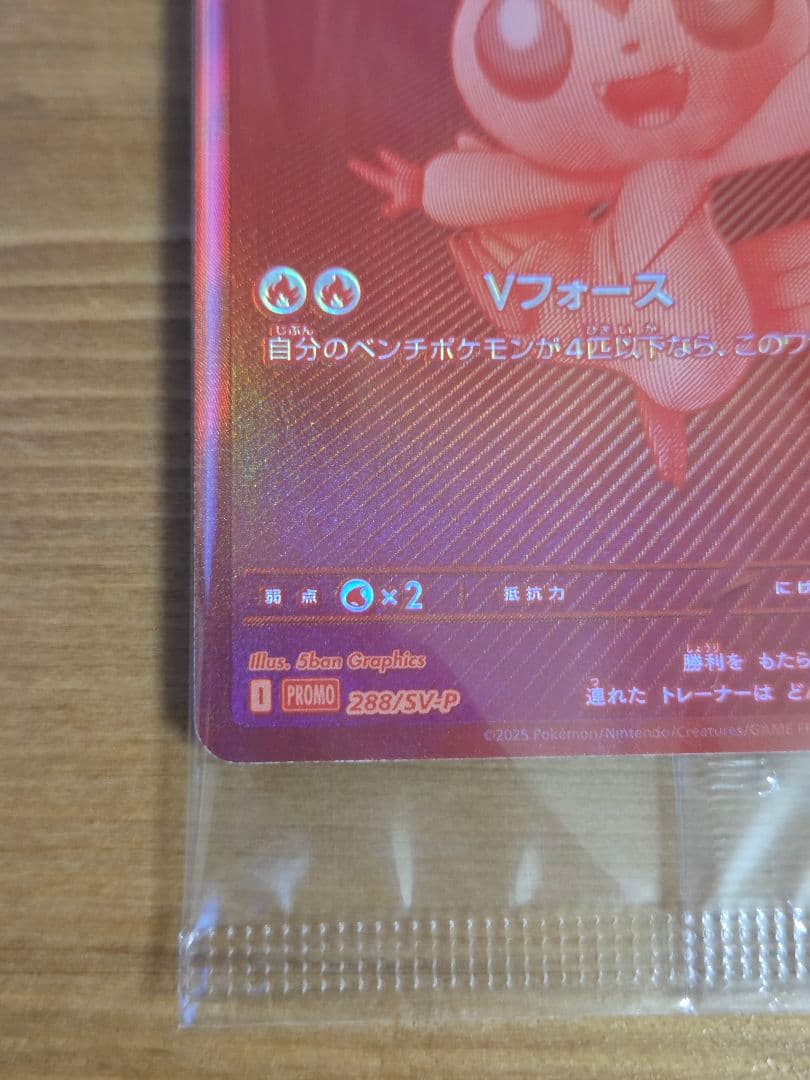 Vフォース
じぶん ひき いか
自分のベンチポケモンが4匹以下なら、このワ
弱点 ×2 抵抗力 にげ
Illus. 5ban Graphics
しょうり
勝利を もたら
I PROMO 288/SV-P
つ
連れた トレーナーは ど
©2025 Pokémon/Nintendo/Creatures/GAME